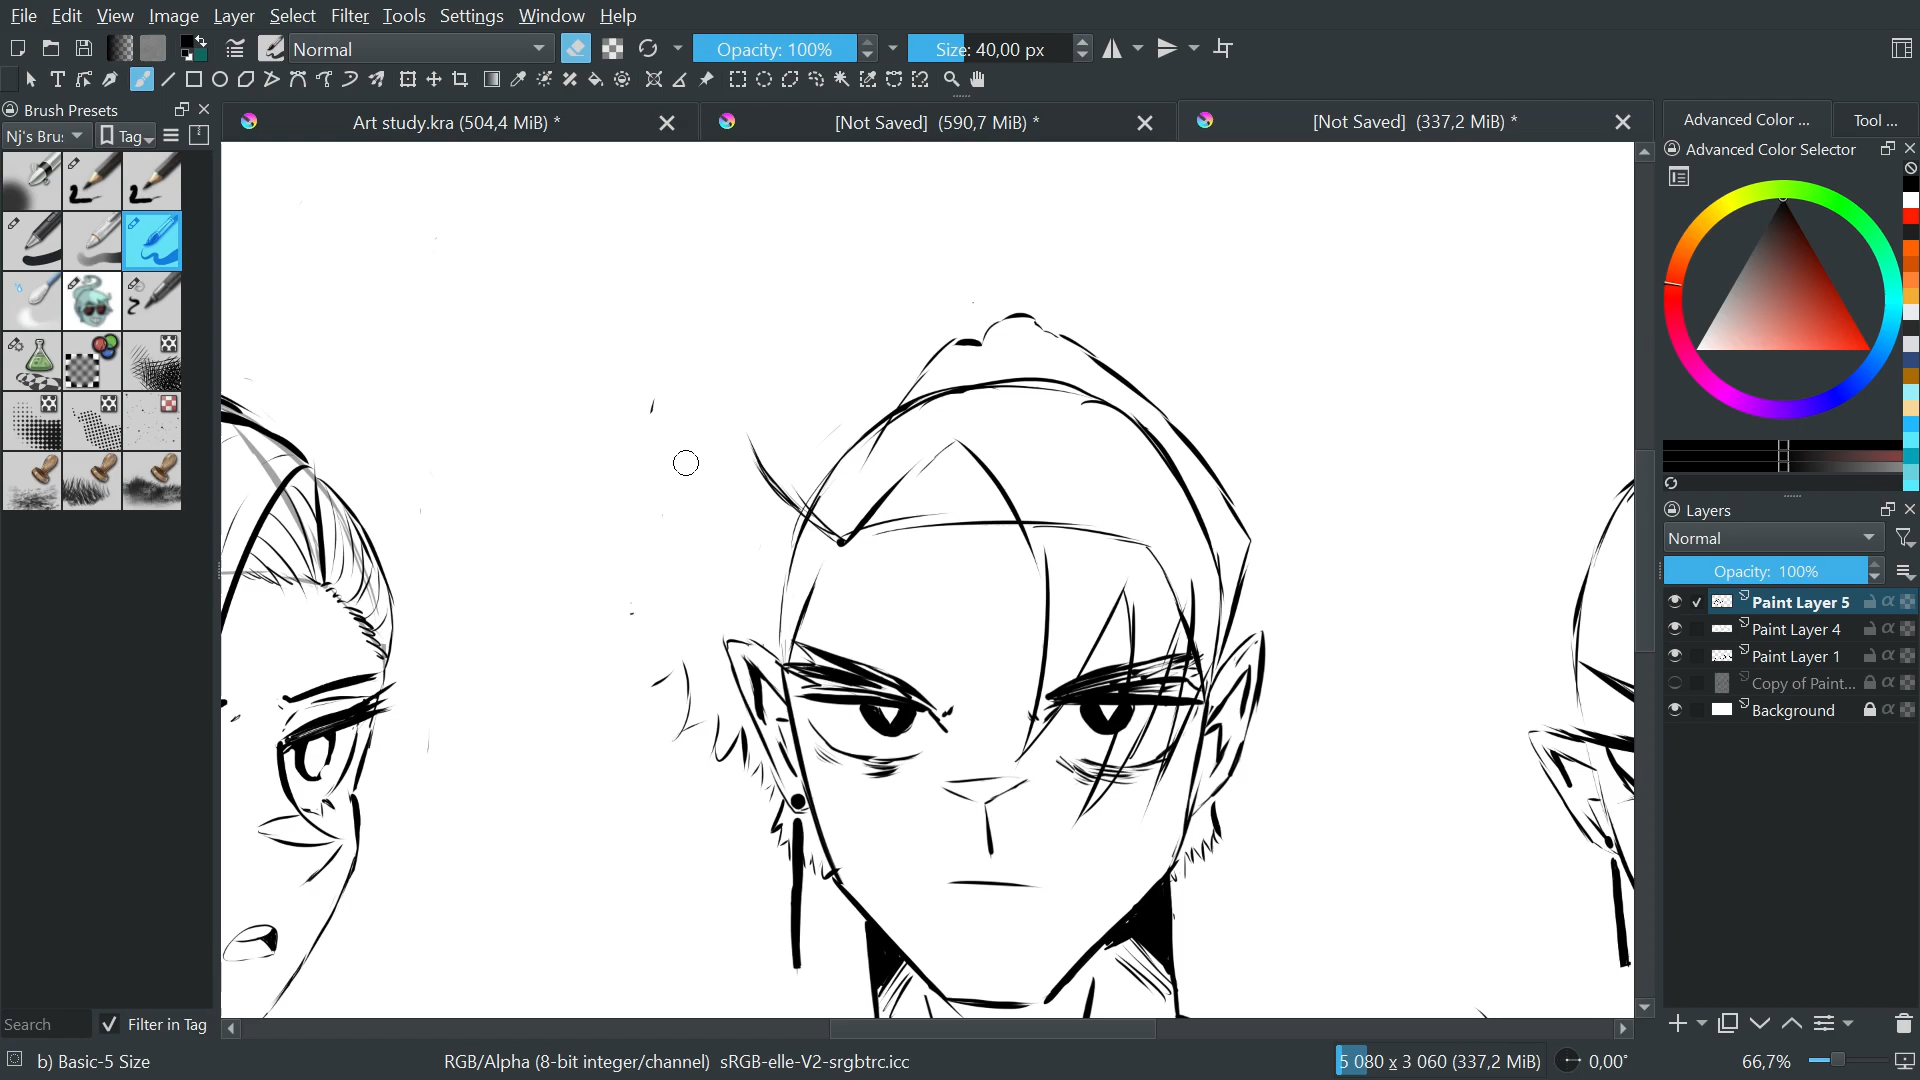 File Edit View Image Layer Select Filter Tools Settings Window Help
Normal Opacity: 100% Size: 40,00 px
Brush Presets
Nj's Bru: Tag
Art study.kra (504,4 MiB) *
[Not Saved] (590,7 MiB) *
[Not Saved] (337,2 MiB) *
Advanced Color ... Tool ...
Advanced Color Selector
Layers
Normal
Opacity: 100%
Paint Layer 5
Paint Layer 4
Paint Layer 1
Copy of Paint...
Background
Search Filter in Tag
b) Basic-5 Size RGB/Alpha (8-bit integer/channel) sRGB-elle-V2-srgbtrc.icc 5 080 x 3 060 (337,2 MiB) 0,00° 66,7%